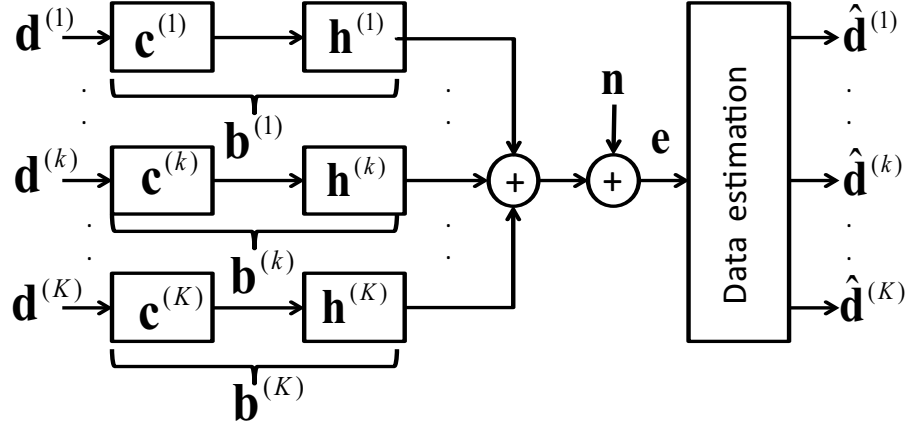 d^(1) c^(1) h^(1) d̂^(1)
b^(1) n
e
d^(k) c^(k) h^(k) + + d̂^(k)
b^(k)
d^(K) c^(K) h^(K) d̂^(K)
b^(K)
Data estimation